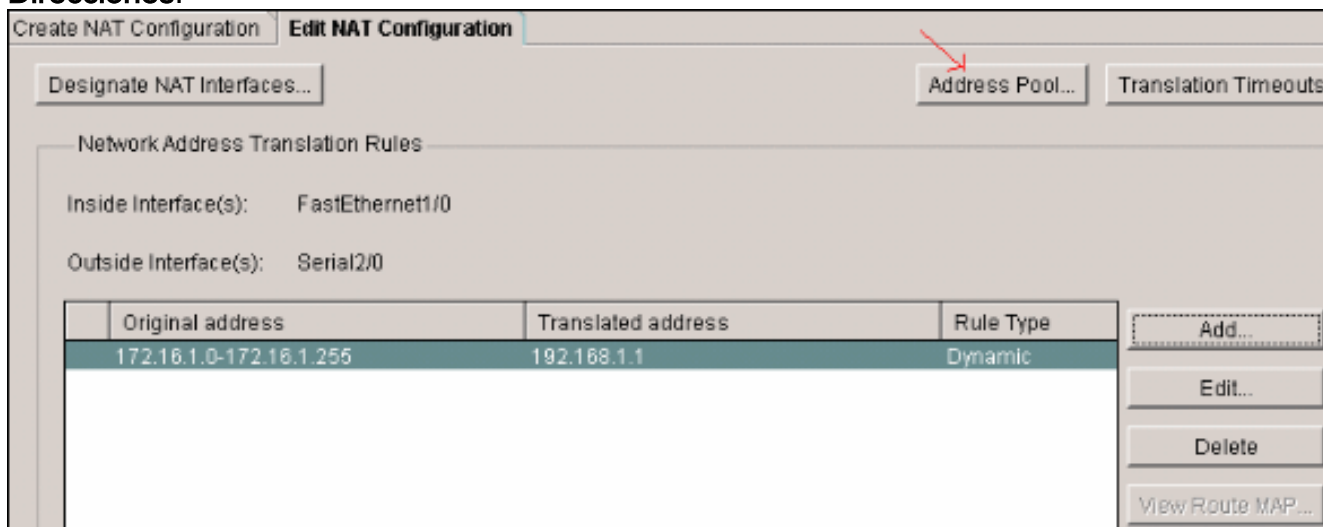 Direcciones.
Create NAT Configuration Edit NAT Configuration
Designate NAT Interfaces... Address Pool... Translation Timeouts
Network Address Translation Rules
Inside Interface(s): FastEthernet1/0
Outside Interface(s): Serial2/0
Original address Translated address Rule Type
172.16.1.0-172.16.1.255 192.168.1.1 Dynamic
Add...
Edit...
Delete
View Route MAP...